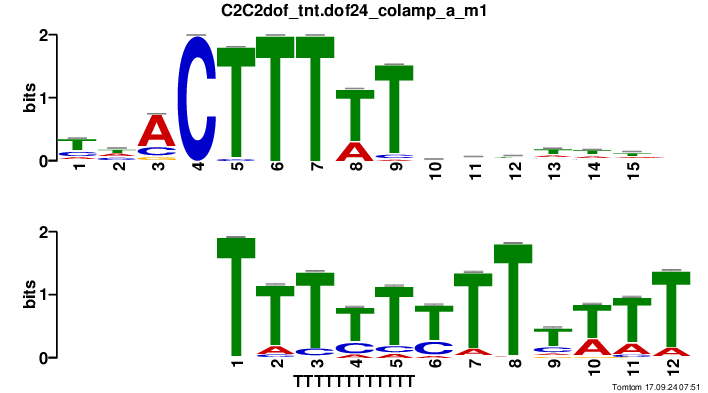 C2C2dof_tnt.dof24_colamp_a_m1
2
bits
1
0
T T A C T T T T A T
1 2 3 4 5 6 7 8 9 10 11 12 13 14 15
2
bits
1
0
T T T T T T T T T T T T
1 2 3 4 5 6 7 8 9 10 11 12
TTTTTTTTTTT
Tomtom 17.09.24 07:51